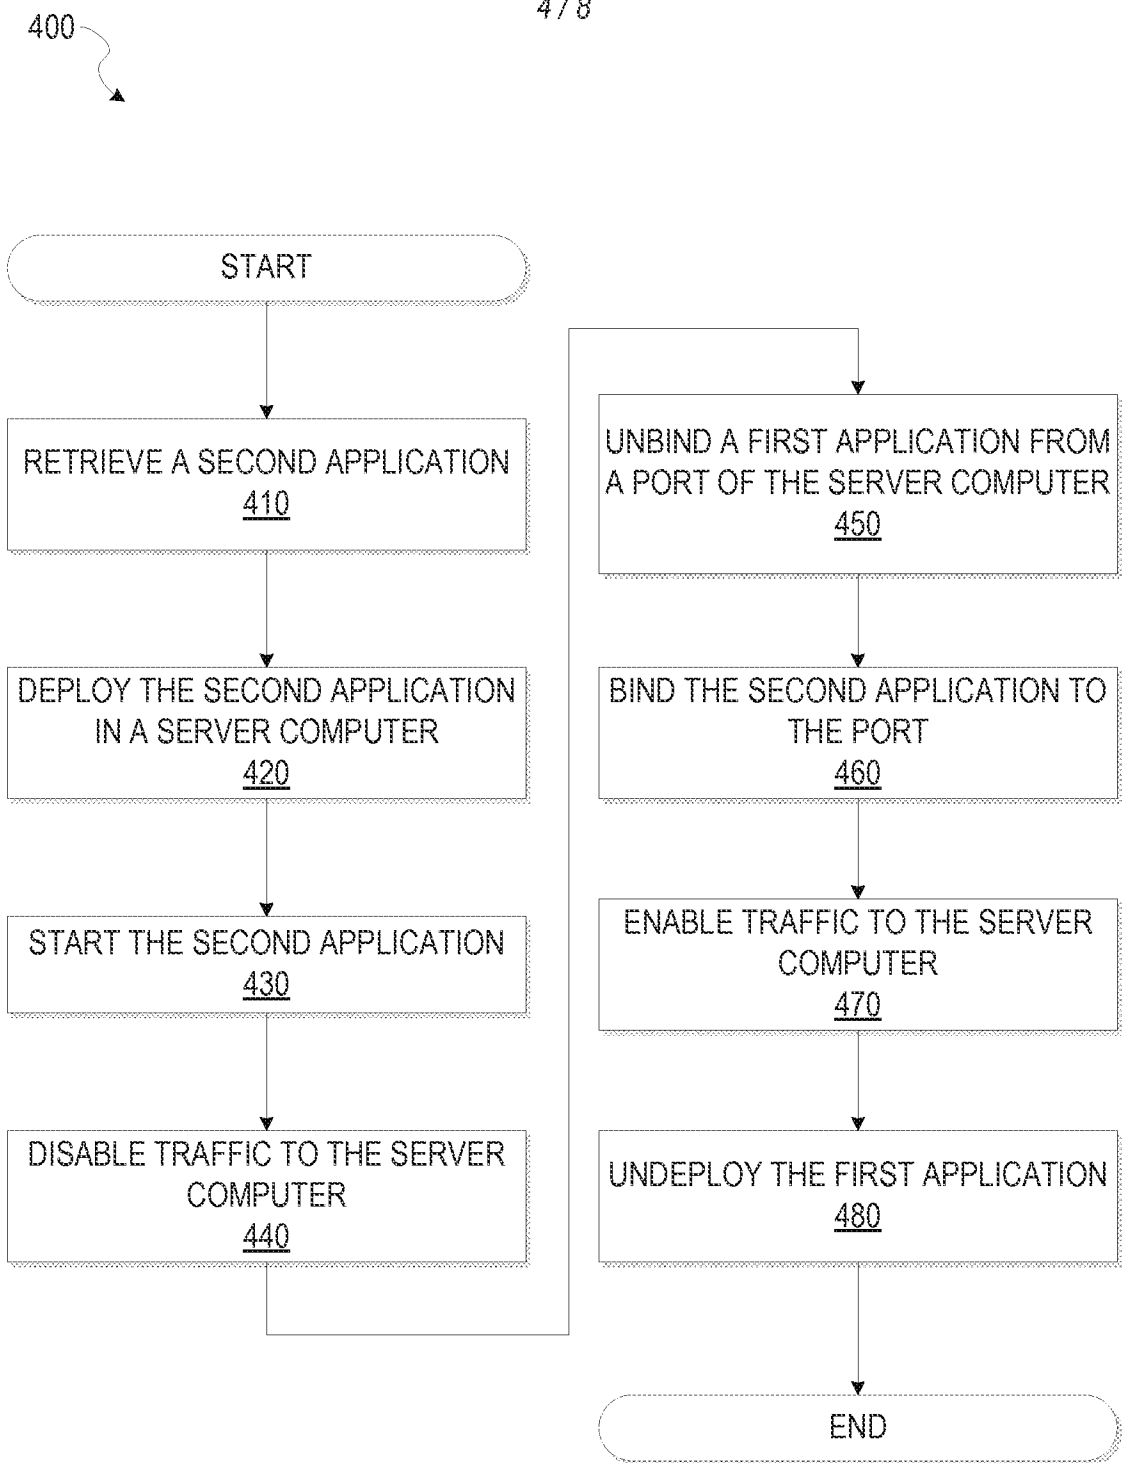 4 / 8
400
START
RETRIEVE A SECOND APPLICATION
410
DEPLOY THE SECOND APPLICATION
IN A SERVER COMPUTER
420
START THE SECOND APPLICATION
430
DISABLE TRAFFIC TO THE SERVER
COMPUTER
440
UNBIND A FIRST APPLICATION FROM
A PORT OF THE SERVER COMPUTER
450
BIND THE SECOND APPLICATION TO
THE PORT
460
ENABLE TRAFFIC TO THE SERVER
COMPUTER
470
UNDEPLOY THE FIRST APPLICATION
480
END